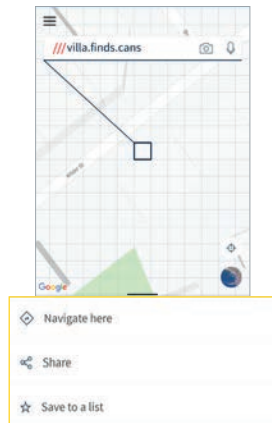 ///villa.finds.cans
Google
Navigate here
Share
Save to a list